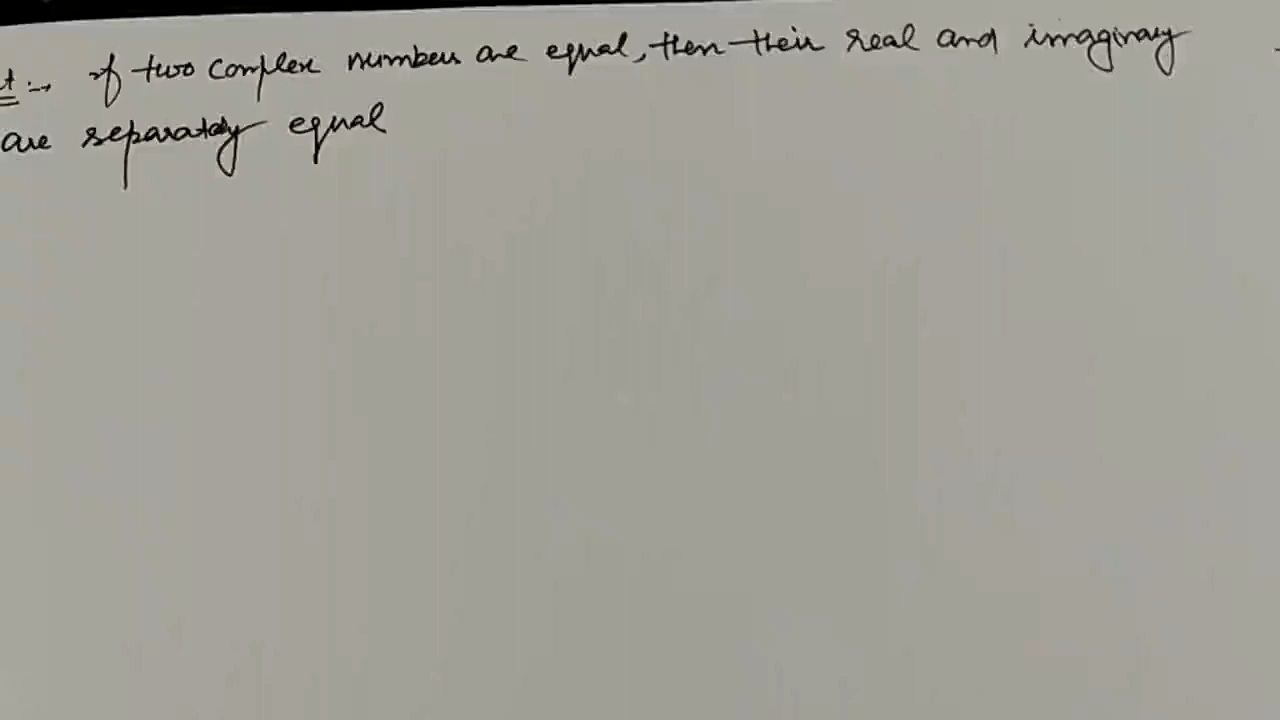 t :→ if two complex numbers are equal, then their real and imaginary
are separately equal